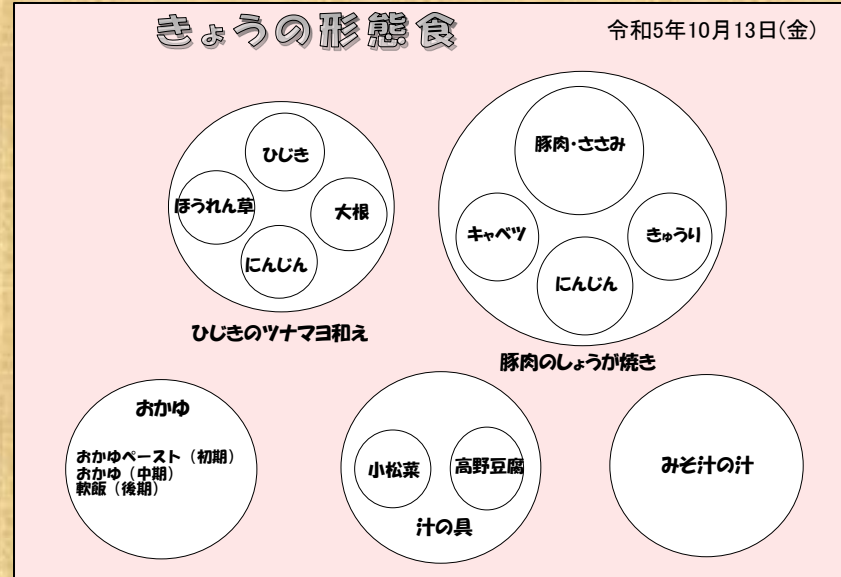 きょうの形態食
令和5年10月13日(金)
ひじき
ほうれん草
大根
にんじん
ひじきのツナマヨ和え
豚肉・ささみ
キャベツ
きゅうり
にんじん
豚肉のしょうが焼き
おかゆ
おかゆペースト（初期）
おかゆ（中期）
軟飯（後期）
小松菜
高野豆腐
汁の具
みそ汁の汁